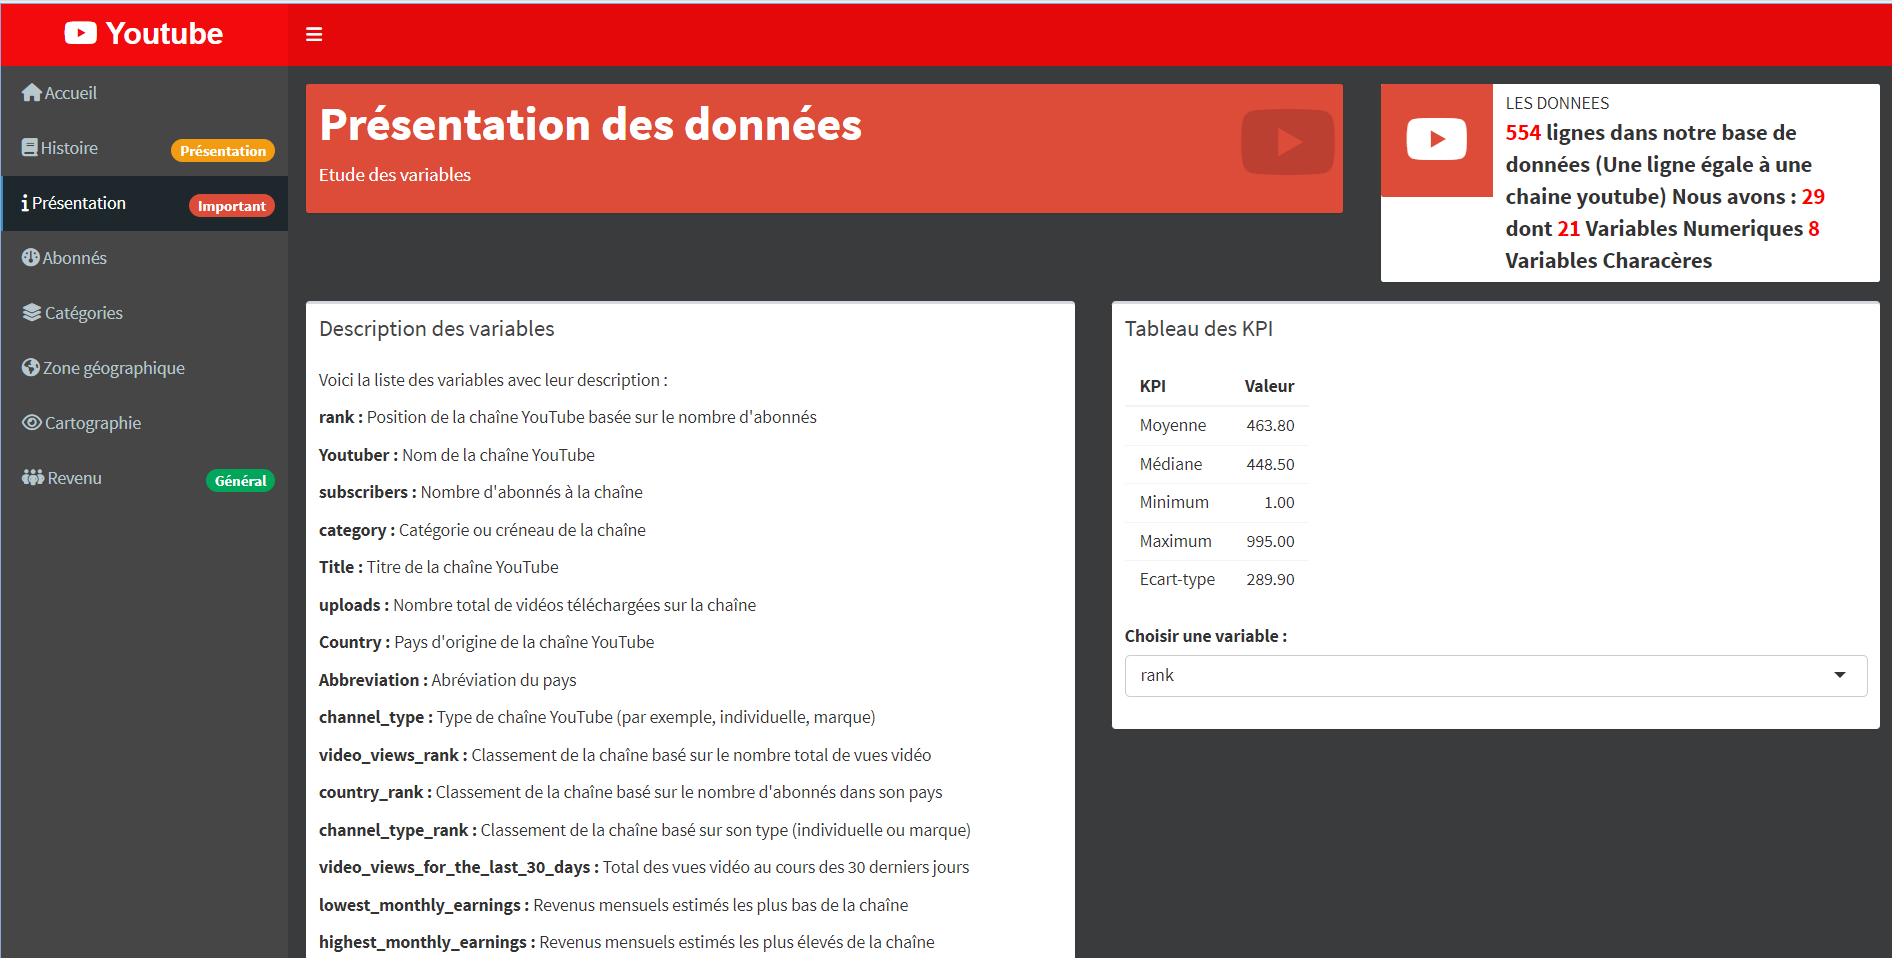 Youtube
Accueil
Histoire
Présentation
Présentation
Important
Abonnés
Catégories
Zone géographique
Cartographie
Revenu
Général
Présentation des données
Etude des variables
LES DONNEES
554 lignes dans notre base de
données (Une ligne égale à une
chaine youtube) Nous avons : 29
dont 21 Variables Numeriques 8
Variables Characères
Description des variables
Voici la liste des variables avec leur description :
rank : Position de la chaîne YouTube basée sur le nombre d'abonnés
Youtuber : Nom de la chaîne YouTube
subscribers : Nombre d'abonnés à la chaîne
category : Catégorie ou créneau de la chaîne
Title : Titre de la chaîne YouTube
uploads : Nombre total de vidéos téléchargées sur la chaîne
Country : Pays d'origine de la chaîne YouTube
Abbreviation : Abréviation du pays
channel_type : Type de chaîne YouTube (par exemple, individuelle, marque)
video_views_rank : Classement de la chaîne basé sur le nombre total de vues vidéo
country_rank : Classement de la chaîne basé sur le nombre d'abonnés dans son pays
channel_type_rank : Classement de la chaîne basé sur son type (individuelle ou marque)
video_views_for_the_last_30_days : Total des vues vidéo au cours des 30 derniers jours
lowest_monthly_earnings : Revenus mensuels estimés les plus bas de la chaîne
highest_monthly_earnings : Revenus mensuels estimés les plus élevés de la chaîne
Tableau des KPI
KPI Valeur
Moyenne 463.80
Médiane 448.50
Minimum 1.00
Maximum 995.00
Ecart-type 289.90
Choisir une variable :
rank